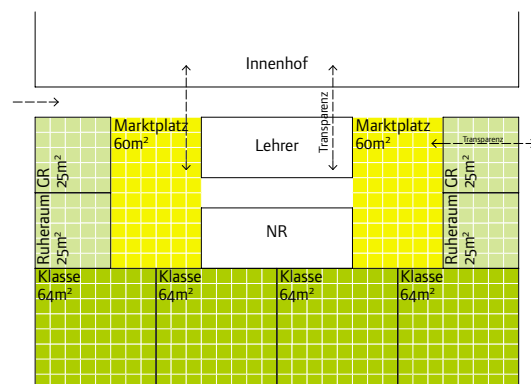 Innenhof
Marktplatz
60m²
Lehrer
Transparenz
Marktplatz
60m²
Transparenz
GR
25m²
GR
25m²
Ruheraum
25m²
NR
Ruheraum
25m²
Klasse
64m²
Klasse
64m²
Klasse
64m²
Klasse
64m²